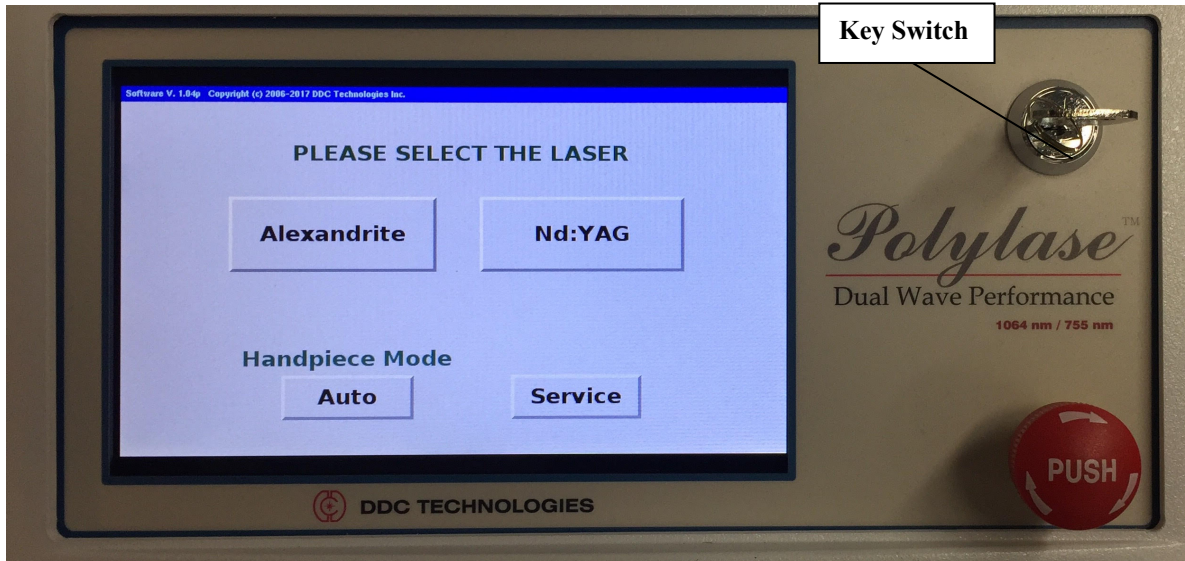 Key Switch
Software V. 1.04p Copyright (c) 2006-2017 DDC Technologies Inc.
PLEASE SELECT THE LASER
Alexandrite
Nd:YAG
Handpiece Mode
Auto
Service
DDC TECHNOLOGIES
Polylase™
Dual Wave Performance
1064 nm / 755 nm
PUSH